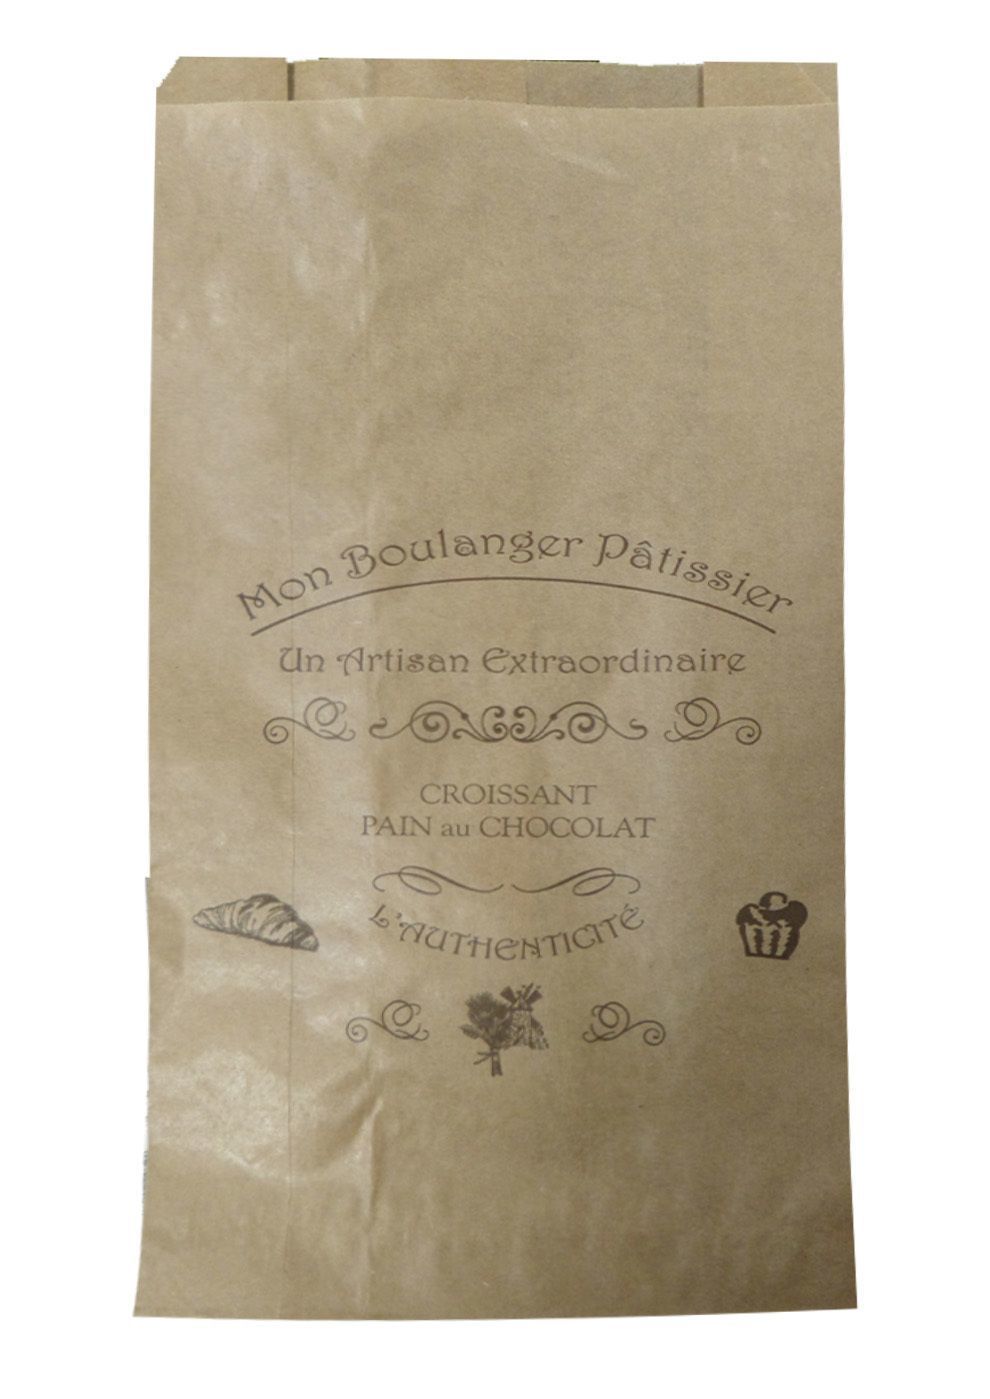 Mon Boulanger Pâtissier
Un Artisan Extraordinaire
CROISSANT
PAIN au CHOCOLAT
L'AUTHENTICITÉ